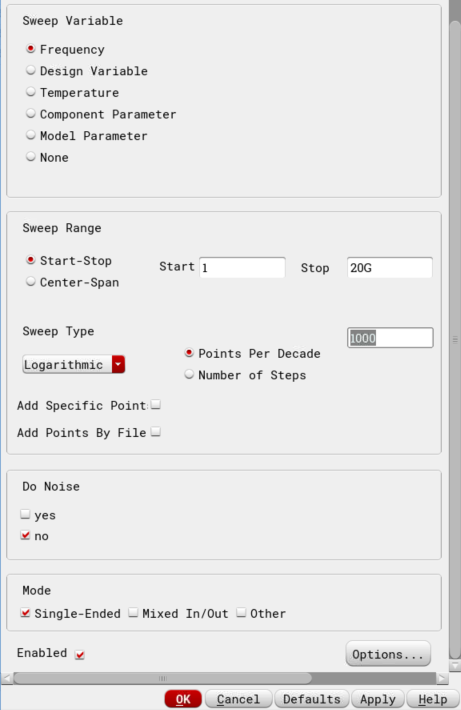 Sweep Variable
Frequency
Design Variable
Temperature
Component Parameter
Model Parameter
None
Sweep Range
Start-Stop
Start 1 Stop 20G
Center-Span
Sweep Type
1000
Points Per Decade
Logarithmic
Number of Steps
Add Specific Point
Add Points By File
Do Noise
yes
no
Mode
Single-Ended Mixed In/Out Other
Enabled Options...
OK Cancel Defaults Apply Help